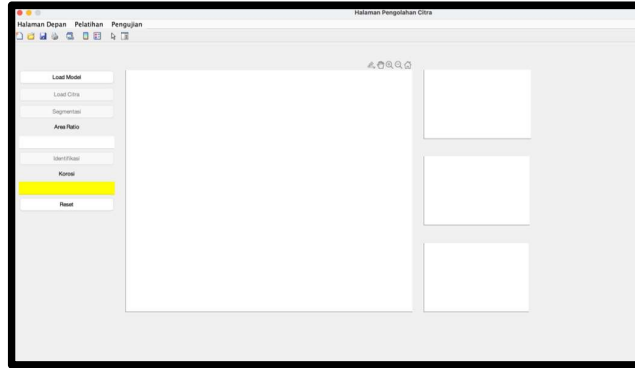 Halaman Pengolahan Citra
Halaman Depan Pelatihan Pengujian
Load Model
Load Citra
Segmentasi
Area Ratio
Identifikasi
Korosi
Reset